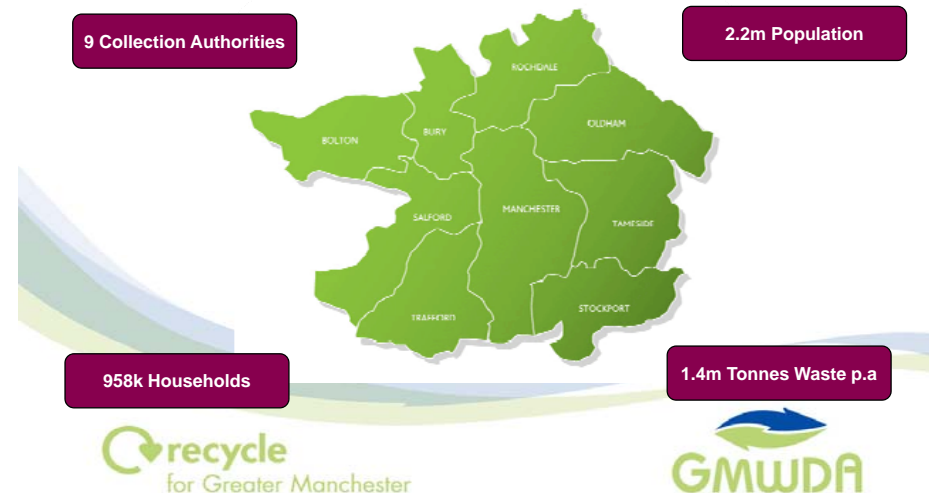 9 Collection Authorities
2.2m Population
ROCHDALE
OLDHAM
BURY
BOLTON
MANCHESTER
SALFORD
TAMESIDE
STOCKPORT
TRAFFORD
958k Households
1.4m Tonnes Waste p.a
recycle
for Greater Manchester
GMWDA